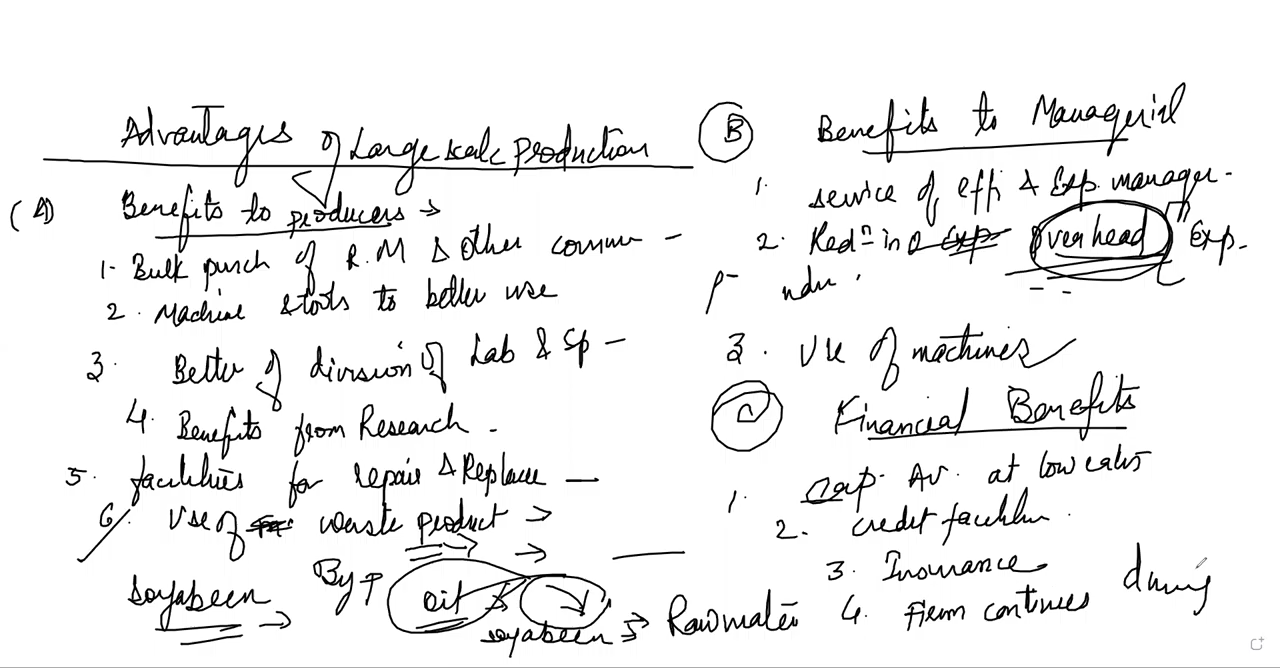 Advantages of Large scale production
(A) Benefits to producers →
1. Bulk purch of R.M & other commu -
2. Machine & tools to better use
3. Better of division of Lab & Sp -
4. Benefits from Research -
5. facilities for repair & Replace -
6. Use of waste product →
Soyabeen → By p oil
soyabeen → Raw mater
(B) Benefits to Managerial
1. service of effi & Exp. manager -
2. Redn in Overhead Exp -
3. Use of machines
(C) Financial Benefits
1. Cap. Av. at low
2. credit
3. Insurance
4. Firm continues during